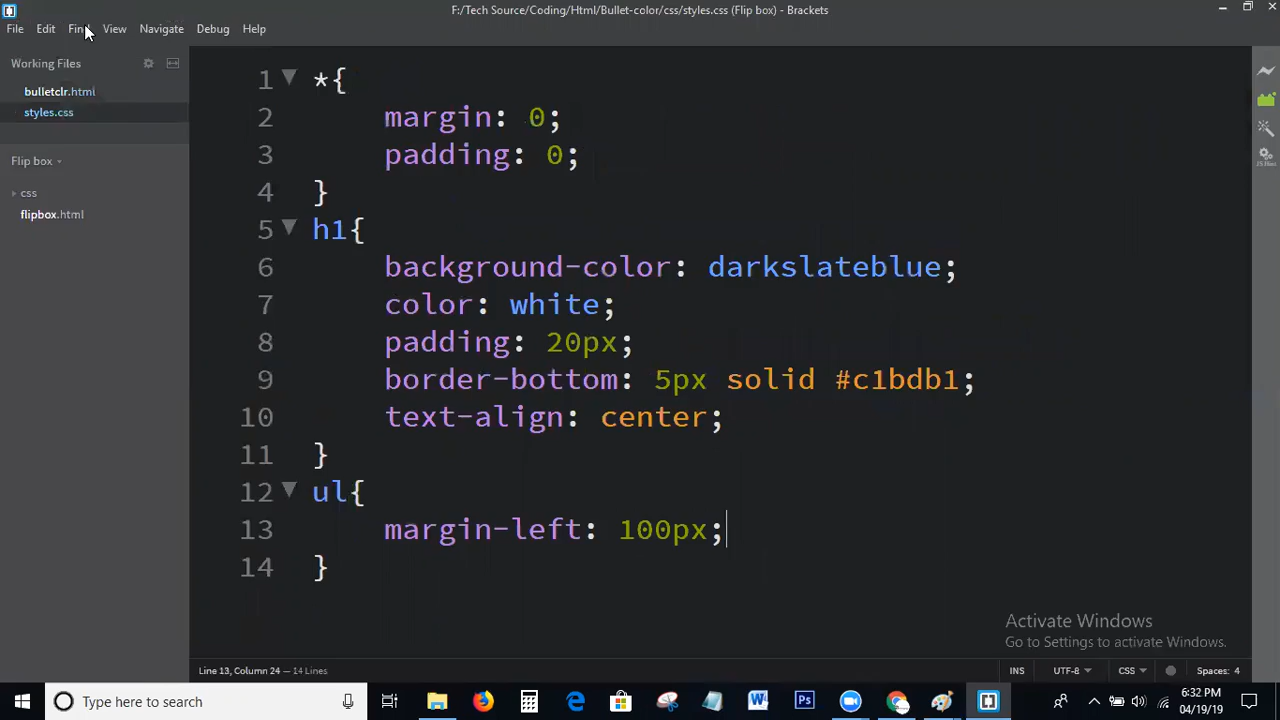 F:/Tech Source/Coding/Html/Bullet-color/css/styles.css (Flip box) - Brackets
File Edit Find View Navigate Debug Help
Working Files
bulletclr.html
styles.css
Flip box
css
flipbox.html
1 *{
2 margin: 0;
3 padding: 0;
4 }
5 h1{
6 background-color: darkslateblue;
7 color: white;
8 padding: 20px;
9 border-bottom: 5px solid #c1bdb1;
10 text-align: center;
11 }
12 ul{
13 margin-left: 100px;
14 }
Activate Windows
Go to Settings to activate Windows.
Line 13, Column 24 — 14 Lines
INS UTF-8 CSS Spaces: 4
Type here to search
6:32 PM
04/19/19